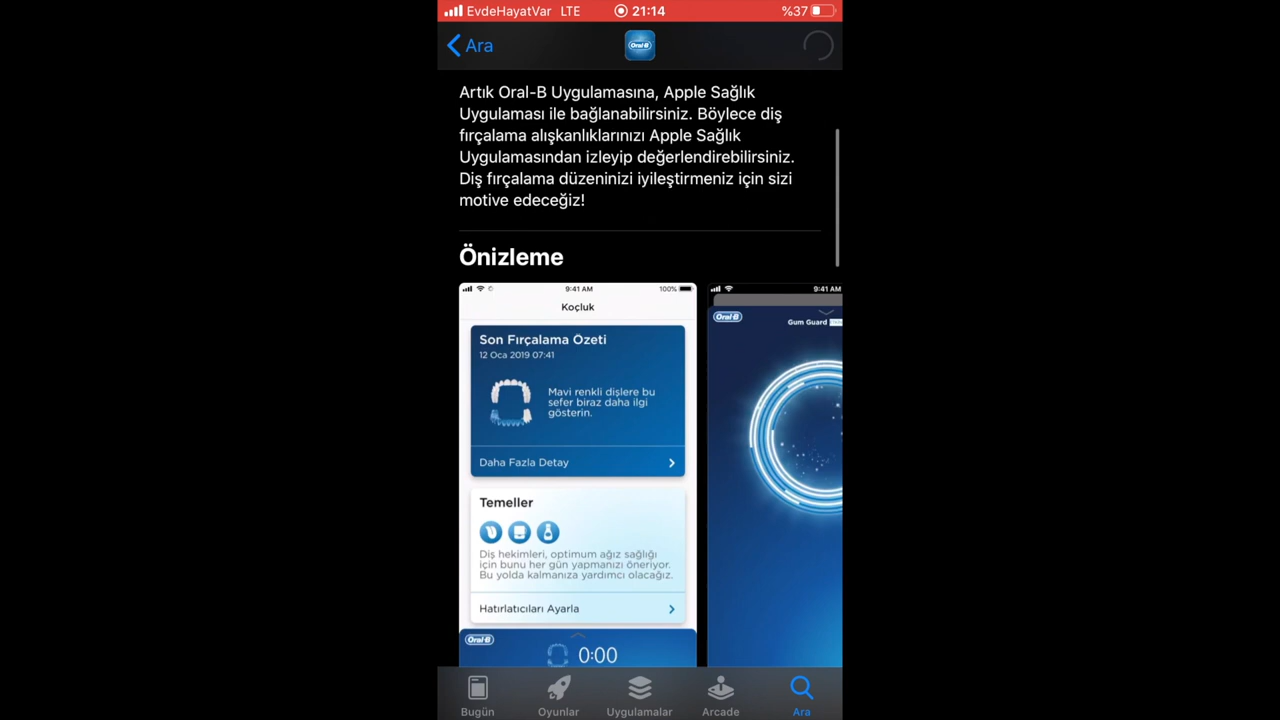 EvdeHayatVar LTE 21:14 %37
Ara
Oral-B
Artık Oral-B Uygulamasına, Apple Sağlık
Uygulaması ile bağlanabilirsiniz. Böylece diş
fırçalama alışkanlıklarınızı Apple Sağlık
Uygulamasından izleyip değerlendirebilirsiniz.
Diş fırçalama düzeninizi iyileştirmeniz için sizi
motive edeceğiz!
Önizleme
9:41 AM 100%
Koçluk
Son Fırçalama Özeti
12 Oca 2019 07:41
Mavi renkli dişlere bu
sefer biraz daha ilgi
gösterin.
Daha Fazla Detay
Temeller
Diş hekimleri, optimum ağız sağlığı
için bunu her gün yapmanızı öneriyor.
Bu yolda kalmanıza yardımcı olacağız.
Hatırlatıcıları Ayarla
Oral-B
0:00
9:41 AM
Oral-B
Gum Guard
Bugün Oyunlar Uygulamalar Arcade Ara